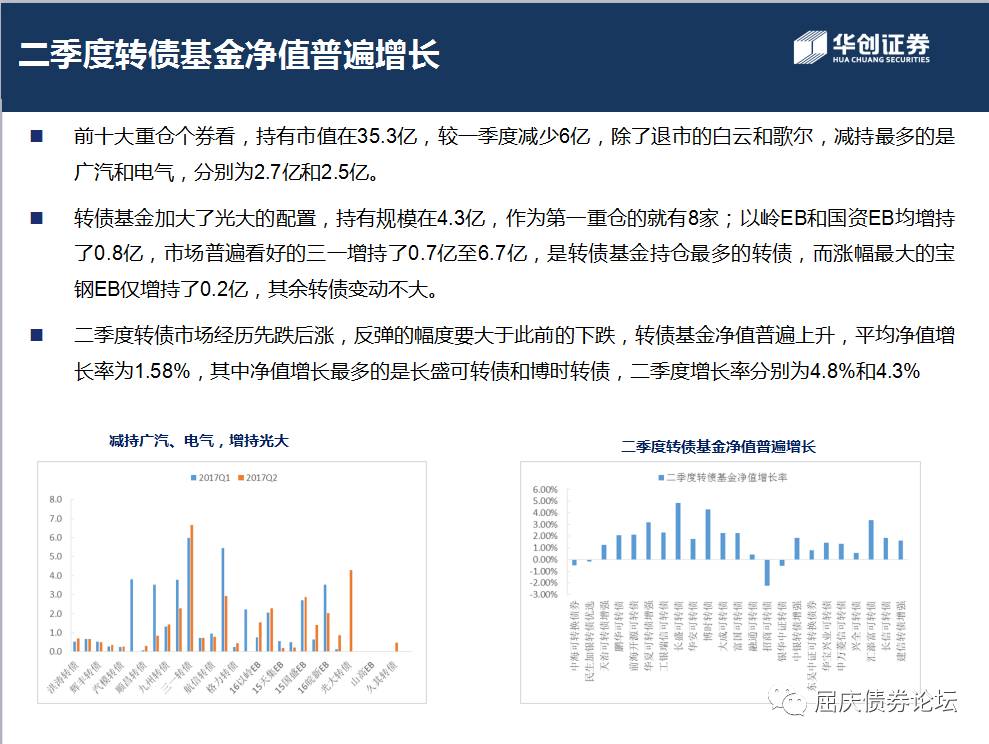 二季度转债基金净值普遍增长
华创证券
HUA CHUANG SECURITIES
前十大重仓个券看，持有市值在35.3亿，较一季度减少6亿，除了退市的白云和歌尔，减持最多的是
广汽和电气，分别为2.7亿和2.5亿。
转债基金加大了光大的配置，持有规模在4.3亿，作为第一重仓的就有8家；以岭EB和国资EB均增持
了0.8亿，市场普遍看好的三一增持了0.7亿至6.7亿，是转债基金持仓最多的转债，而涨幅最大的宝
钢EB仅增持了0.2亿，其余转债变动不大。
二季度转债市场经历先跌后涨，反弹的幅度要大于此前的下跌，转债基金净值普遍上升，平均净值增
长率为1.58%，其中净值增长最多的是长盛可转债和博时转债，二季度增长率分别为4.8%和4.3%
减持广汽、电气，增持光大
2017Q1
2017Q2
8.0
7.0
6.0
5.0
4.0
3.0
2.0
1.0
0.0
洪涛转债
辉丰转债
汽模转债
顺昌转债
九州转债
三一转债
航信转债
格力转债
16以岭EB
15天集EB
15国盛EB
16皖新EB
光大转债
山高EB
久其转债
二季度转债基金净值普遍增长
二季度转债基金净值增长率
6.00%
5.00%
4.00%
3.00%
2.00%
1.00%
0.00%
-1.00%
-2.00%
-3.00%
中海可转换债券
民生加银转债优选
天治可转债增强
鹏华可转债
前海开源可转债
华夏可转债增强
工银瑞信可转债
长盛可转债
华安可转债
博时转债
大成可转债
富国可转债
融通可转债
招商可转债
银华中证转债
中银转债增强
东吴中证可转换债券
华宝兴业可转债
申万菱信可转债
兴全可转债
汇添富可转债
长信可转债
建信转债增强
屈庆债券论坛